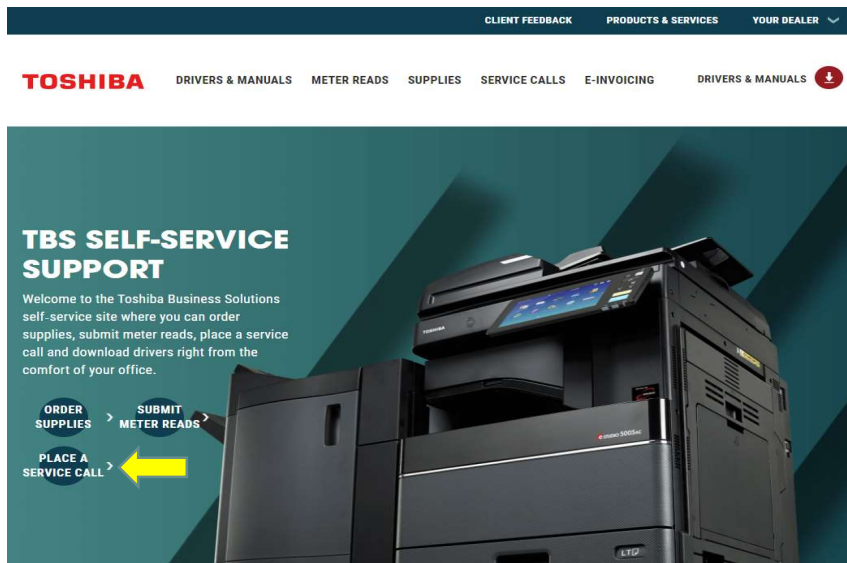 CLIENT FEEDBACK PRODUCTS & SERVICES YOUR DEALER
TOSHIBA DRIVERS & MANUALS METER READS SUPPLIES SERVICE CALLS E-INVOICING DRIVERS & MANUALS
TBS SELF-SERVICE
SUPPORT
Welcome to the Toshiba Business Solutions
self-service site where you can order
supplies, submit meter reads, place a service
call and download drivers right from the
comfort of your office.
ORDER
SUPPLIES
SUBMIT
METER READS
PLACE A
SERVICE CALL
TOSHIBA
e-STUDIO 5005AC
LT